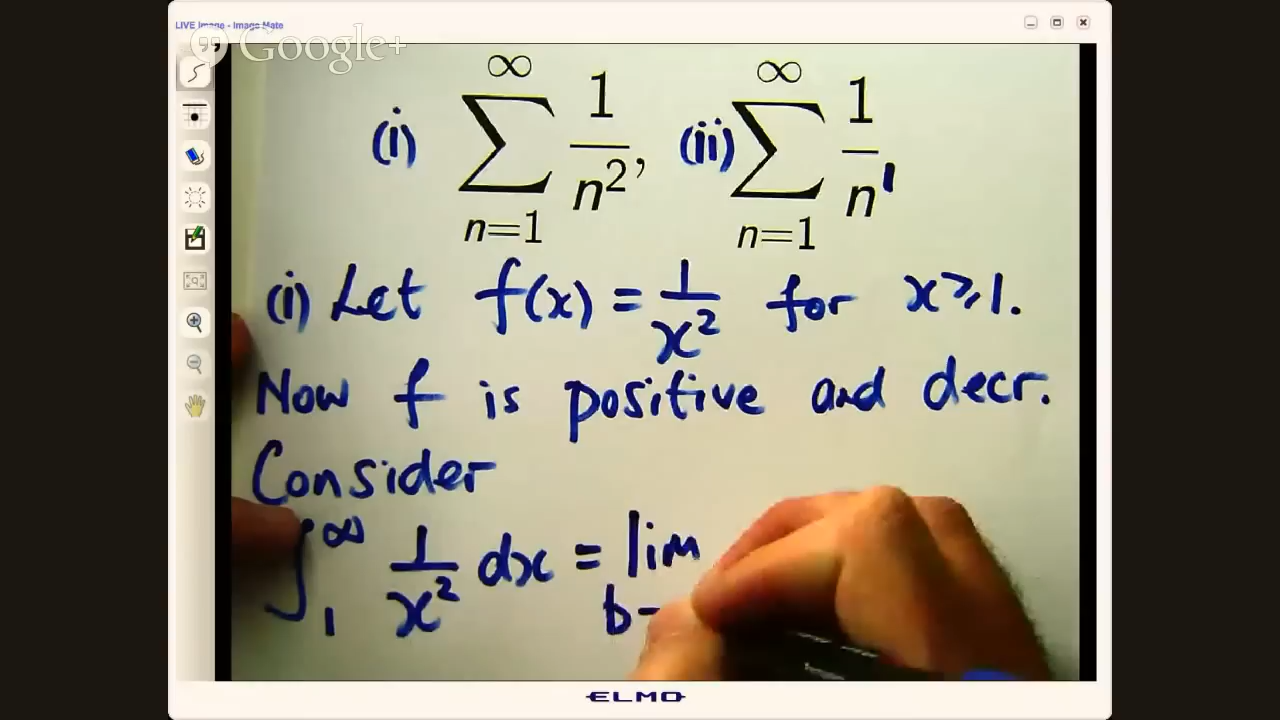 LIVE Image - Image Mate
Google+
(i) ∞ ∑ n=1 1/n², (ii) ∞ ∑ n=1 1/n¹
(i) Let f(x) = 1/x² for x ≥ 1.
Now f is positive and decr.
Consider
∫₁^∞ 1/x² dx = lim b-
ELMO